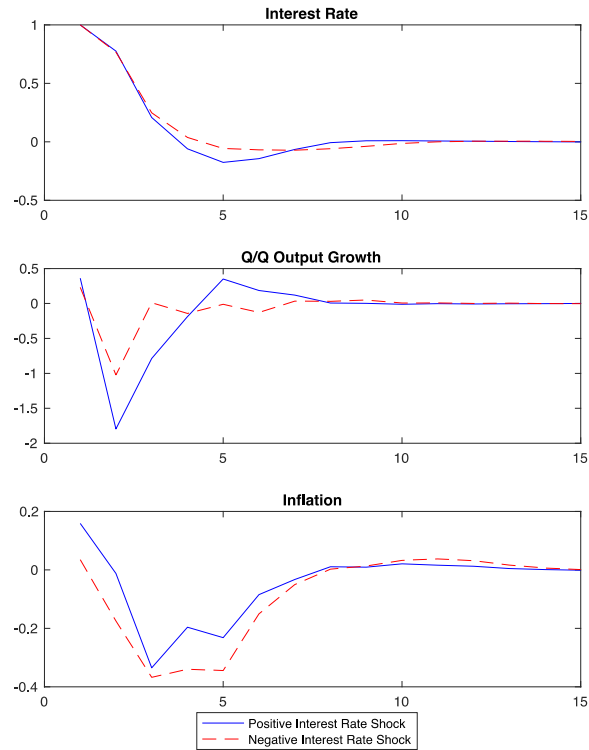 Interest Rate
1
0.5
0
-0.5
0 5 10 15
Q/Q Output Growth
0.5
0
-0.5
-1
-1.5
-2
0 5 10 15
Inflation
0.2
0
-0.2
-0.4
0 5 10 15
Positive Interest Rate Shock
Negative Interest Rate Shock